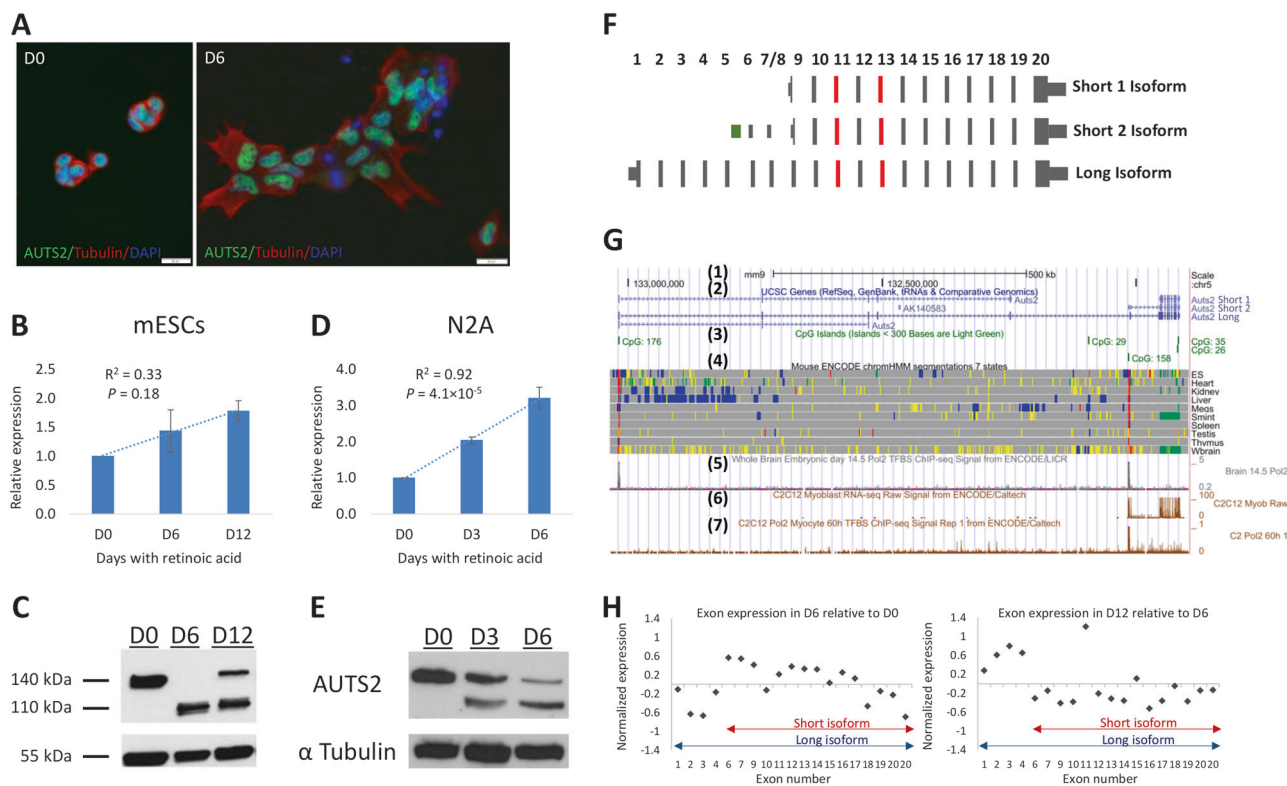 A
D0
AUTS2/Tubulin/DAPI
D6
AUTS2/Tubulin/DAPI
B
mESCs
R² = 0.33
P = 0.18
Relative expression
2.5
2.0
1.5
1.0
0.5
0.0
D0 D6 D12
Days with retinoic acid
D
N2A
R² = 0.92
P = 4.1×10⁻⁵
Relative expression
4.0
3.0
2.0
1.0
0.0
D0 D3 D6
Days with retinoic acid
C
D0 D6 D12
140 kDa
110 kDa
55 kDa
E
D0 D3 D6
AUTS2
α Tubulin
F
1 2 3 4 5 6 7/8 9 10 11 12 13 14 15 16 17 18 19 20
Short 1 Isoform
Short 2 Isoform
Long Isoform
G
(1) mm9 500 kb Scale
133,000,000 132,500,000 :chr5
(2) UCSC Genes (RefSeq, GenBank, tRNAs & Comparative Genomics)
Auts2 Auts2 Short 1
AK140583 Auts2 Short 2
Auts2 Long
Auts2
(3) CpG Islands (Islands < 300 Bases are Light Green)
CpG: 176 CpG: 29 CpG: 35
CpG: 26
CpG: 158
(4) Mouse ENCODE chromHMM segmentations 7 states
ES
Heart
Kidney
Liver
Smint
Spleen
Testis
Thymus
Wbrain
(5) Whole Brain Embryonic day 14.5 Pol2 TFBS ChIP-seq Signal from ENCODE/LICR
5
Brain 14.5 Pol2
0.2
(6) C2C12 Myoblast RNA-seq Raw Signal from ENCODE/Caltech
100
C2C12 Myob Raw
0
(7) C2C12 Pol2 Myocyte 60h TFBS ChIP-seq Signal Rep 1 from ENCODE/Caltech
1
C2 Pol2 60h 1
0
H
Exon expression in D6 relative to D0
Normalized expression
1.4
1
0.6
0.2
-0.2
-0.6
-1
-1.4
Short isoform
Long isoform
1 2 3 4 6 7 8 9 10 11 12 13 14 15 16 17 18 19 20 20
Exon number
Exon expression in D12 relative to D6
Normalized expression
1.4
1
0.6
0.2
-0.2
-0.6
-1
-1.4
Short isoform
Long isoform
1 2 3 4 6 7 8 9 10 11 12 13 14 15 16 17 18 19 20 20
Exon number